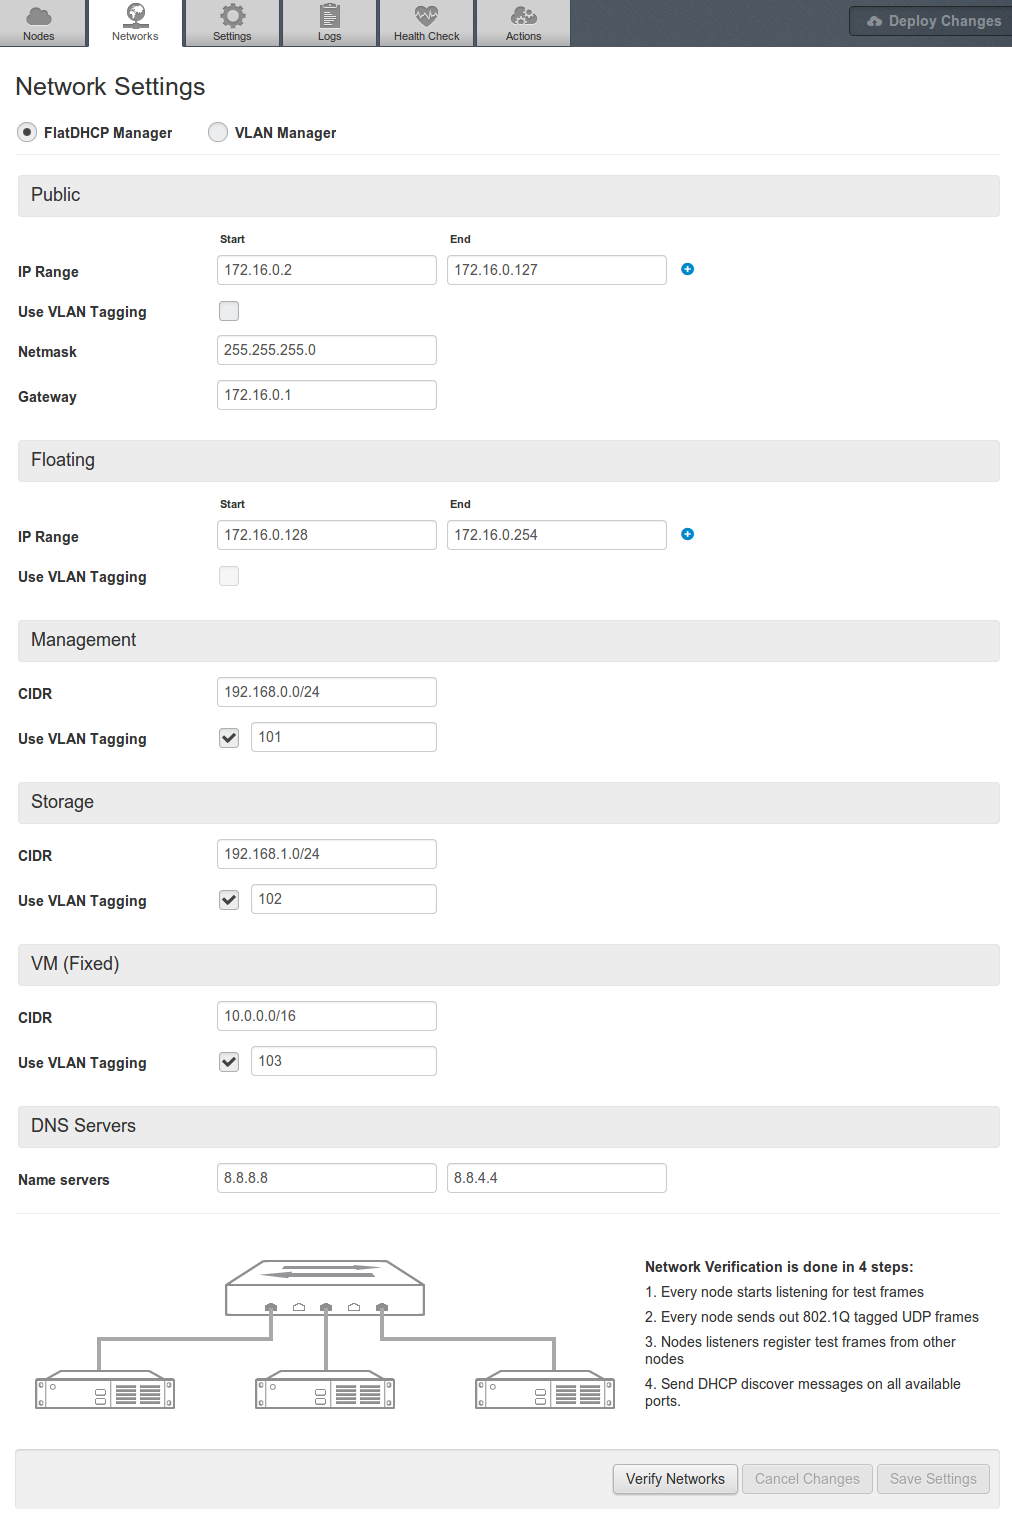 Nodes
Networks
Settings
Logs
Health Check
Actions
Deploy Changes
Network Settings
FlatDHCP Manager VLAN Manager
Public
Start End
IP Range 172.16.0.2 172.16.0.127
Use VLAN Tagging
Netmask 255.255.255.0
Gateway 172.16.0.1
Floating
Start End
IP Range 172.16.0.128 172.16.0.254
Use VLAN Tagging
Management
CIDR 192.168.0.0/24
Use VLAN Tagging 101
Storage
CIDR 192.168.1.0/24
Use VLAN Tagging 102
VM (Fixed)
CIDR 10.0.0.0/16
Use VLAN Tagging 103
DNS Servers
Name servers 8.8.8.8 8.8.4.4
Network Verification is done in 4 steps:
1. Every node starts listening for test frames
2. Every node sends out 802.1Q tagged UDP frames
3. Nodes listeners register test frames from other
nodes
4. Send DHCP discover messages on all available
ports.
Verify Networks Cancel Changes Save Settings